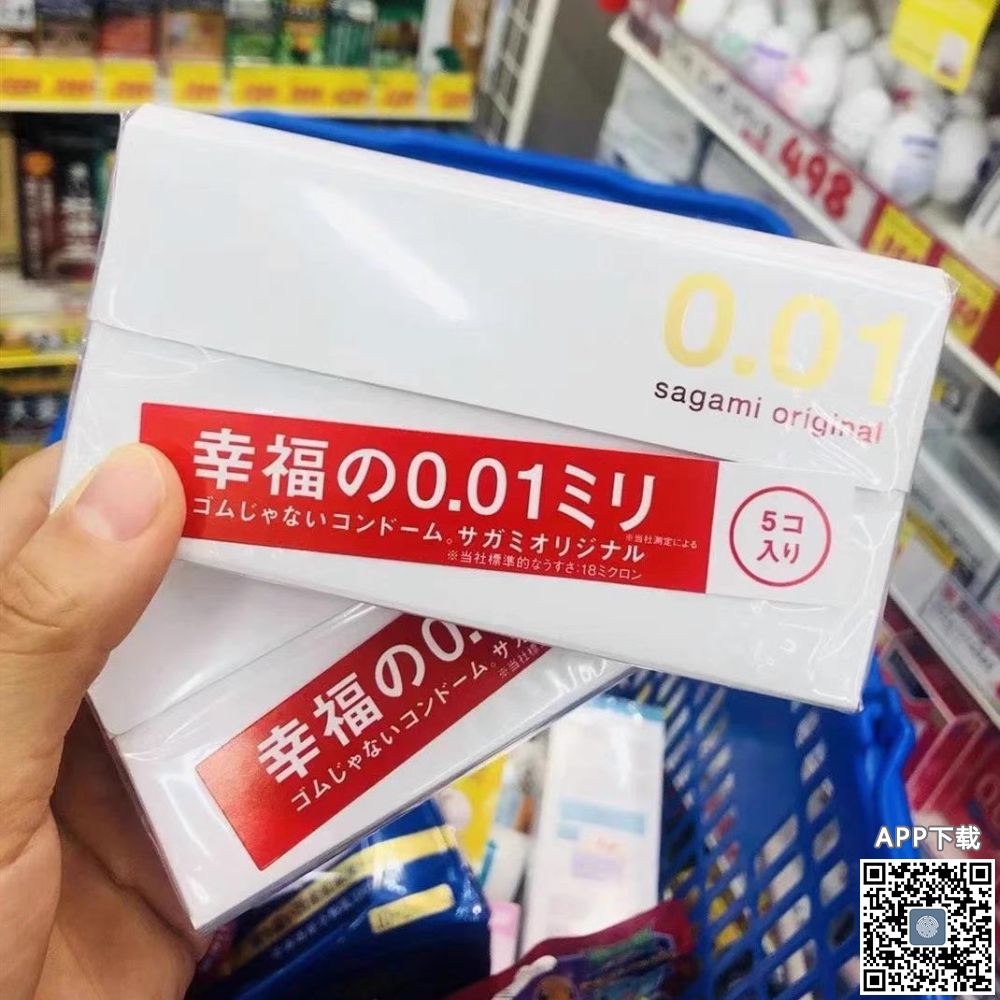 498
0.01
sagami original
幸福の0.01ミリ
ゴムじゃないコンドーム。サガミオリジナル
※当社測定による
※当社標準的なうすさ:18ミクロン
5コ
入り
幸福の0.
ゴムじゃないコンドーム。サガ
※当社標
APP下载